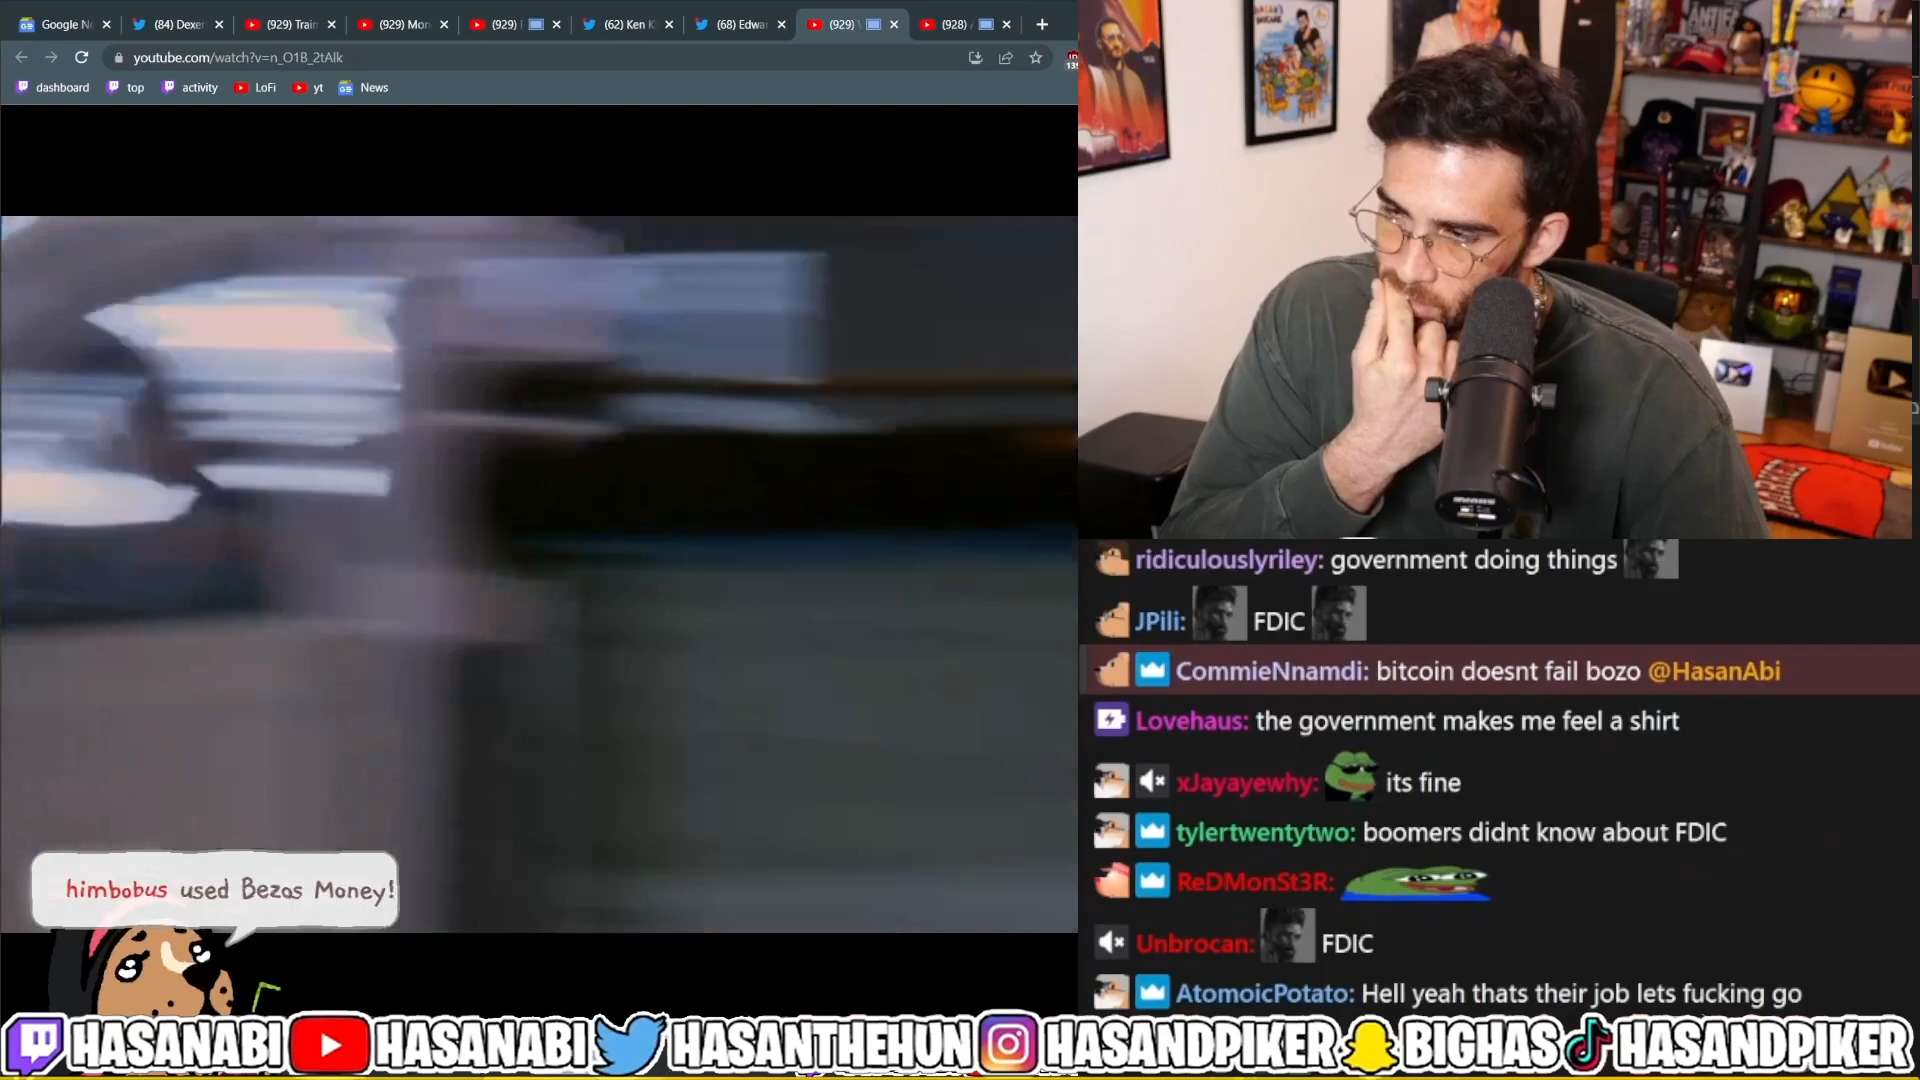 Google Ne
(84) Dexer
(929) Train
(929) Mon
(929)
(62) Ken K
(68) Edwa
(929)
(928)
youtube.com/watch?v=n_O1B_2tAlk
dashboard
top
activity
LoFi
yt
News
ridiculouslyriley: government doing things
JPili: FDIC
CommieNnamdi: bitcoin doesnt fail bozo @HasanAbi
Lovehaus: the government makes me feel a shirt
xJayayewhy: its fine
tylertwentytwo: boomers didnt know about FDIC
ReDMonSt3R:
Unbrocan: FDIC
AtomoicPotato: Hell yeah thats their job lets fucking go
himbobus used Bezos Money!
HASANABI HASANABI HASANTHEHUN HASANDPIKER BIGHAS HASANDPIKER